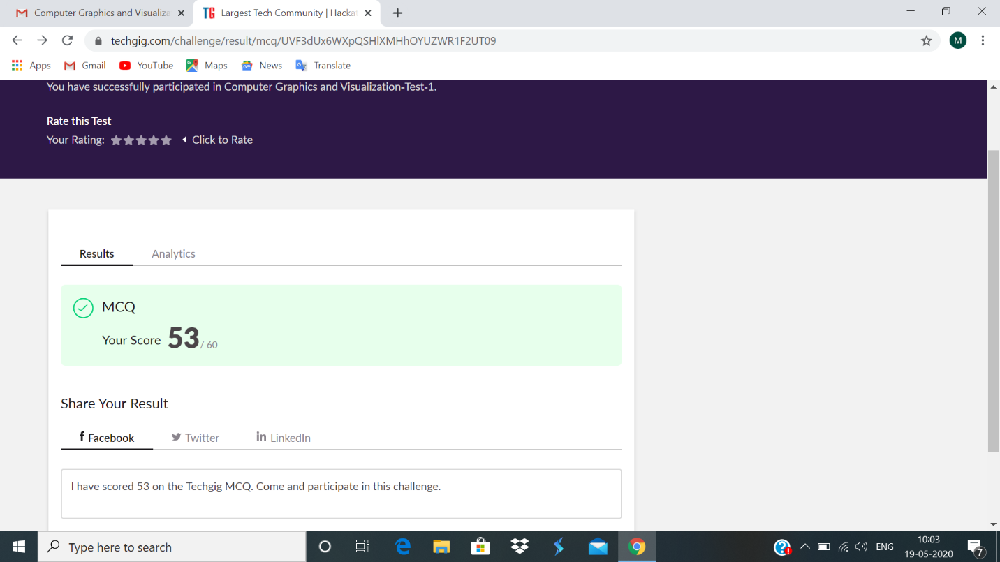 Computer Graphics and Visualiza
TG Largest Tech Community | Hacka
techgig.com/challenge/result/mcq/UVF3dUx6WXpQSHlXMHhOYUZWR1F2UT09
M
Apps Gmail YouTube Maps News Translate
You have successfully participated in Computer Graphics and Visualization-Test-1.
Rate this Test
Your Rating: Click to Rate
Results Analytics
MCQ
Your Score 53 / 60
Share Your Result
f Facebook Twitter in LinkedIn
I have scored 53 on the Techgig MCQ. Come and participate in this challenge.
Type here to search
ENG
10:03
19-05-2020
7